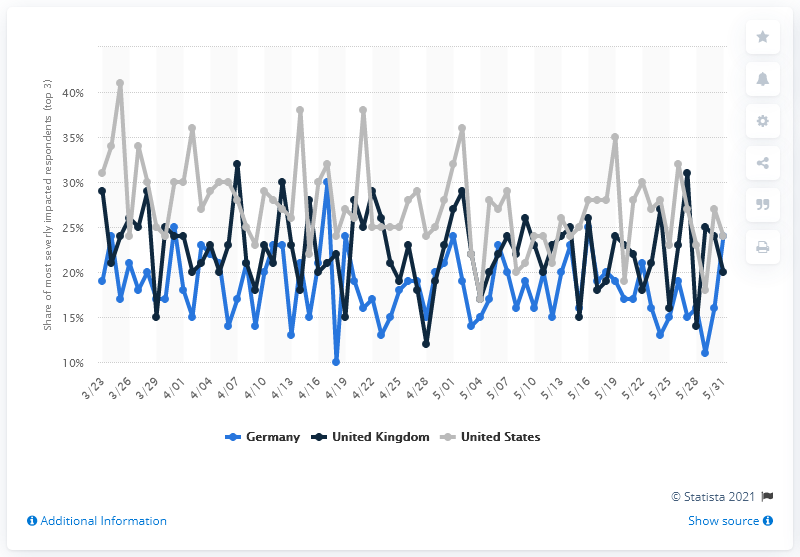 Share of most severly impacted respondents (top 3)
40%
35%
30%
25%
20%
15%
10%
3/23 3/26 3/29 4/01 4/04 4/07 4/10 4/13 4/16 4/19 4/22 4/25 4/28 5/01 5/04 5/07 5/10 5/13 5/16 5/19 5/22 5/25 5/28 5/31
Germany United Kingdom United States
© Statista 2021
Additional Information Show source